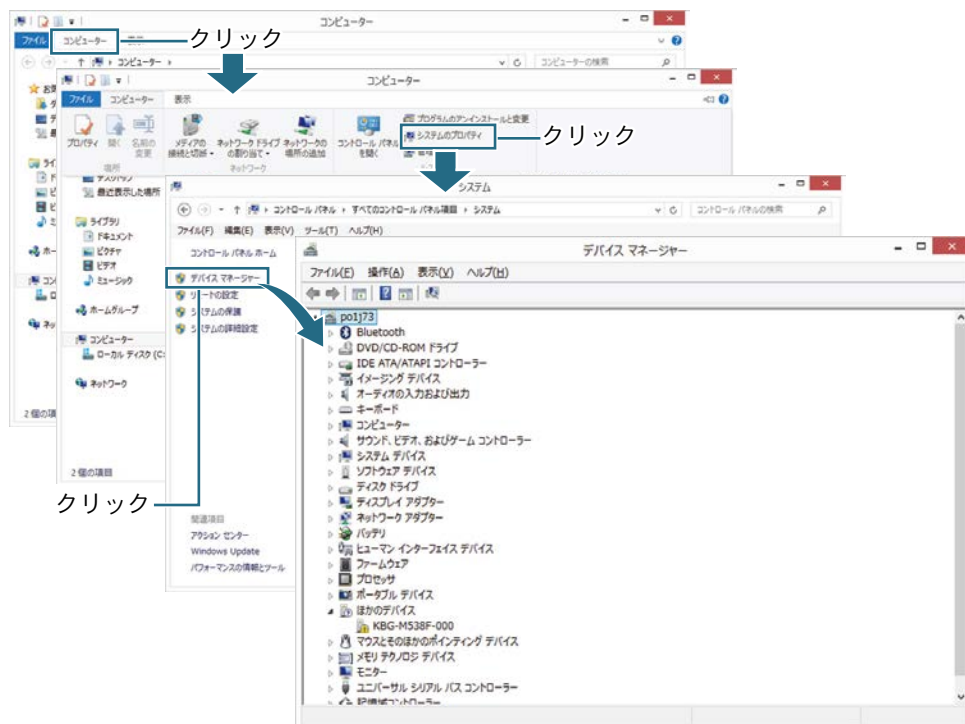 コンピューター
ファイル コンピューター
クリック
コンピューター
コンピューターの検索
コンピューター
ファイル コンピューター 表示
プログラムのアンインストールと変更
システムのプロパティ
クリック
プロパティ 開く 名前の変更
メディアの接続と切断 ネットワーク ドライブの割り当て ネットワークの場所の追加
コントロール パネルを開く
場所 ネットワーク
最近表示した場所
ライブラリ
ドキュメント
ピクチャ
ビデオ
ミュージック
ホームグループ
コンピューター
ローカル ディスク (C:
ネットワーク
2 個の項目
システム
コントロール パネル すべてのコントロール パネル項目 システム
コントロール パネルの検索
ファイル(F) 編集(E) 表示(V) ツール(T) ヘルプ(H)
コントロール パネル ホーム
デバイス マネージャー
リモートの設定
システムの保護
システムの詳細設定
クリック
関連項目
アクション センター
Windows Update
パフォーマンスの情報とツール
デバイス マネージャー
ファイル(F) 操作(A) 表示(V) ヘルプ(H)
po1j73
Bluetooth
DVD/CD-ROM ドライブ
IDE ATA/ATAPI コントローラー
イメージング デバイス
オーディオの入力および出力
キーボード
コンピューター
サウンド、ビデオ、およびゲーム コントローラー
システム デバイス
ソフトウェア デバイス
ディスク ドライブ
ディスプレイ アダプター
ネットワーク アダプター
バッテリ
ヒューマン インターフェイス デバイス
ファームウェア
プロセッサ
ポータブル デバイス
ほかのデバイス
KBG-M538F-000
マウスとそのほかのポインティング デバイス
メモリ テクノロジ デバイス
モニター
ユニバーサル シリアル バス コントローラー
記憶域コントローラー